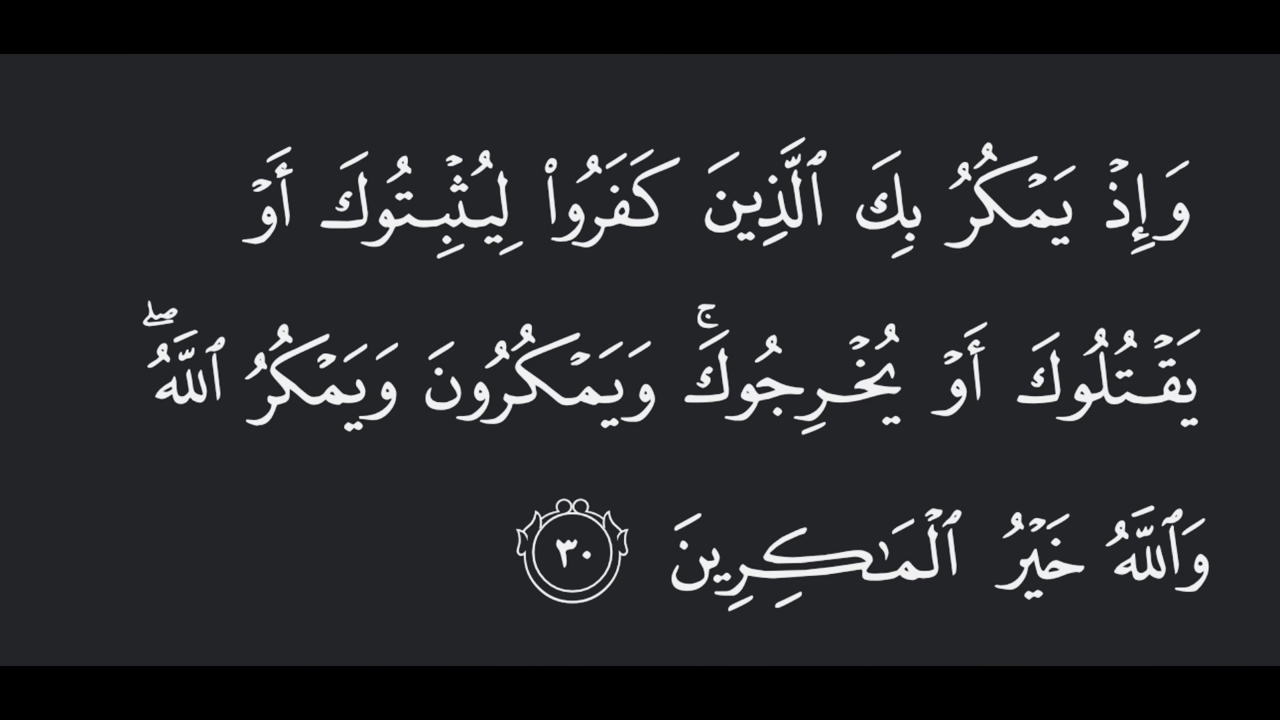 وَإِذۡ يَمۡكُرُ بِكَ ٱلَّذِينَ كَفَرُواْ لِيُثۡبِتُوكَ أَوۡ
يَقۡتُلُوكَ أَوۡ يُخۡرِجُوكَۚ وَيَمۡكُرُونَ وَيَمۡكُرُ ٱللَّهُۖ
وَٱللَّهُ خَيۡرُ ٱلۡمَٰكِرِينَ ٣٠